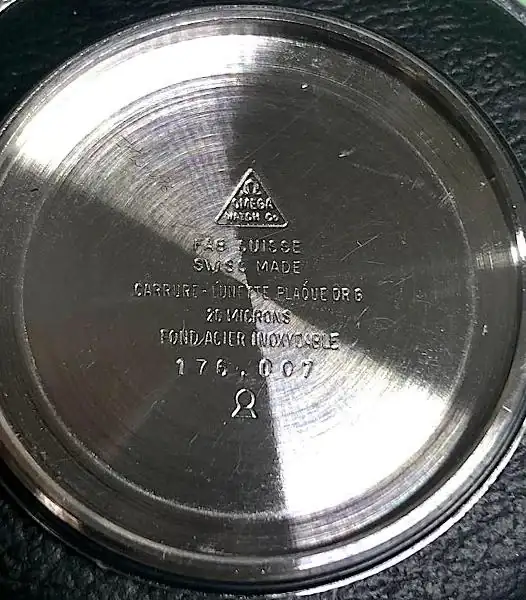 Ω
OMEGA
WATCH Co
FAB SUISSE
SWISS MADE
CARRURE-LUNETTE PLAQUE OR G
20 MICRONS
FOND/ACIER INOXYDABLE
176.007